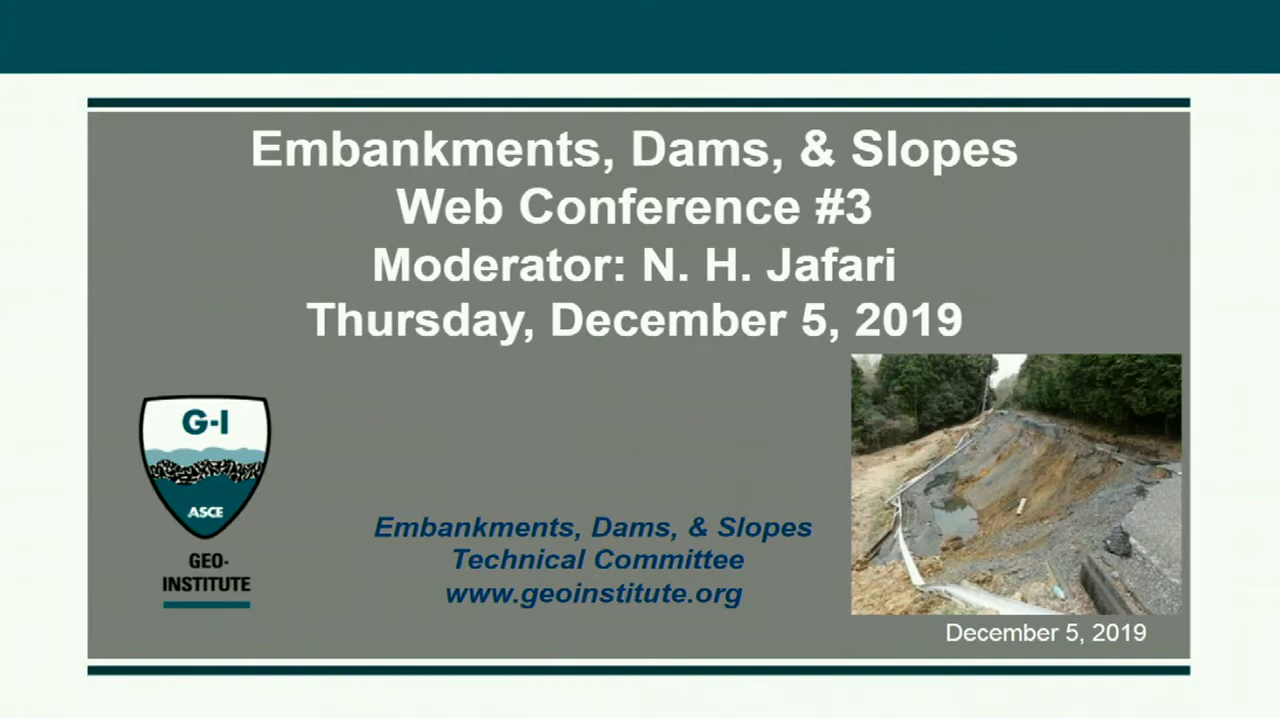 Embankments, Dams, & Slopes
Web Conference #3
Moderator: N. H. Jafari
Thursday, December 5, 2019
G-I
ASCE
GEO-
INSTITUTE
Embankments, Dams, & Slopes
Technical Committee
www.geoinstitute.org
December 5, 2019